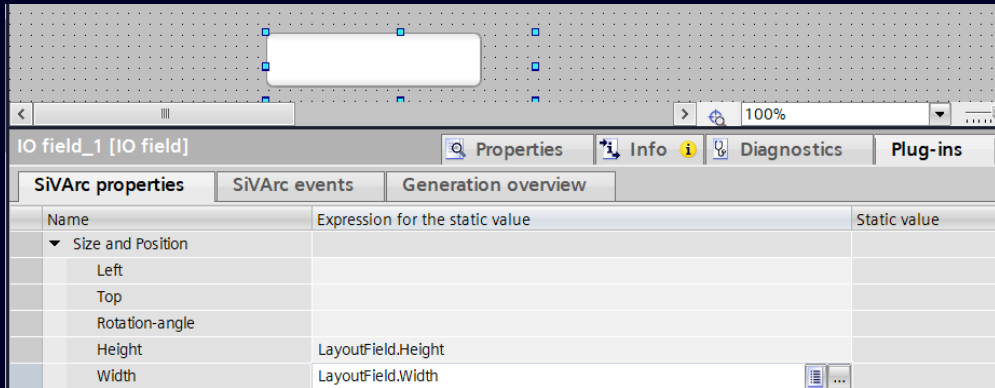 100%
IO field_1 [IO field]
Properties
Info
Diagnostics
Plug-ins
SiVArc properties
SiVArc events
Generation overview
Name
Expression for the static value
Static value
Size and Position
Left
Top
Rotation-angle
Height
LayoutField.Height
Width
LayoutField.Width
...